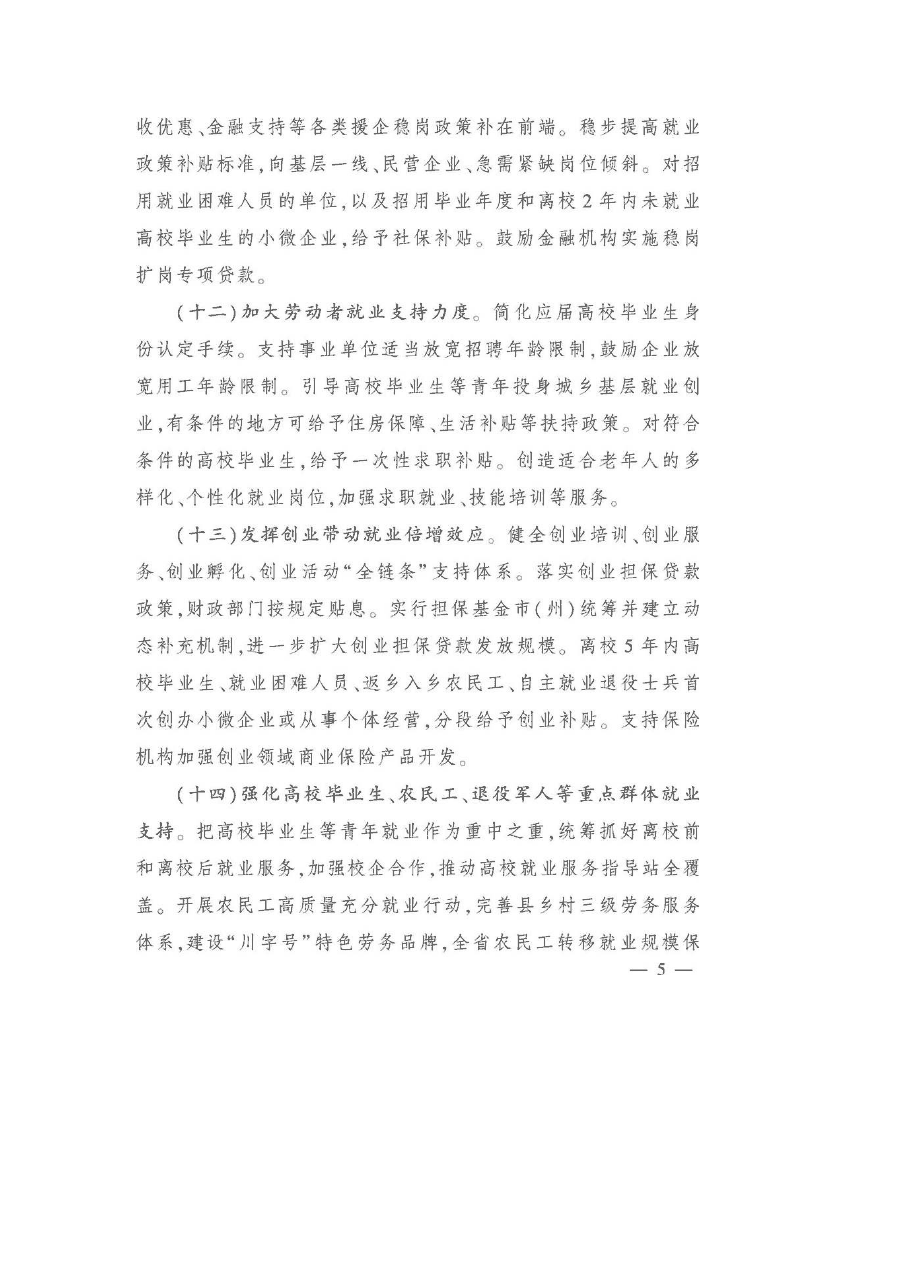 收优惠、金融支持等各类援企稳岗政策补在前端。稳步提高就业
政策补贴标准,向基层一线、民营企业、急需紧缺岗位倾斜。对招
用就业困难人员的单位,以及招用毕业年度和离校2年内未就业
高校毕业生的小微企业,给予社保补贴。鼓励金融机构实施稳岗
扩岗专项贷款。
(十二)加大劳动者就业支持力度。简化应届高校毕业生身
份认定手续。支持事业单位适当放宽招聘年龄限制,鼓励企业放
宽用工年龄限制。引导高校毕业生等青年投身城乡基层就业创
业,有条件的地方可给予住房保障、生活补贴等扶持政策。对符合
条件的高校毕业生,给予一次性求职补贴。创造适合老年人的多
样化、个性化就业岗位,加强求职就业、技能培训等服务。
(十三)发挥创业带动就业倍增效应。健全创业培训、创业服
务、创业孵化、创业活动“全链条”支持体系。落实创业担保贷款
政策,财政部门按规定贴息。实行担保基金市(州)统筹并建立动
态补充机制,进一步扩大创业担保贷款发放规模。离校5年内高
校毕业生、就业困难人员、返乡入乡农民工、自主就业退役士兵首
次创办小微企业或从事个体经营,分段给予创业补贴。支持保险
机构加强创业领域商业保险产品开发。
(十四)强化高校毕业生、农民工、退役军人等重点群体就业
支持。把高校毕业生等青年就业作为重中之重,统筹抓好离校前
和离校后就业服务,加强校企合作,推动高校就业服务指导站全覆
盖。开展农民工高质量充分就业行动,完善县乡村三级劳务服务
体系,建设“川字号”特色劳务品牌,全省农民工转移就业规模保
— 5 —